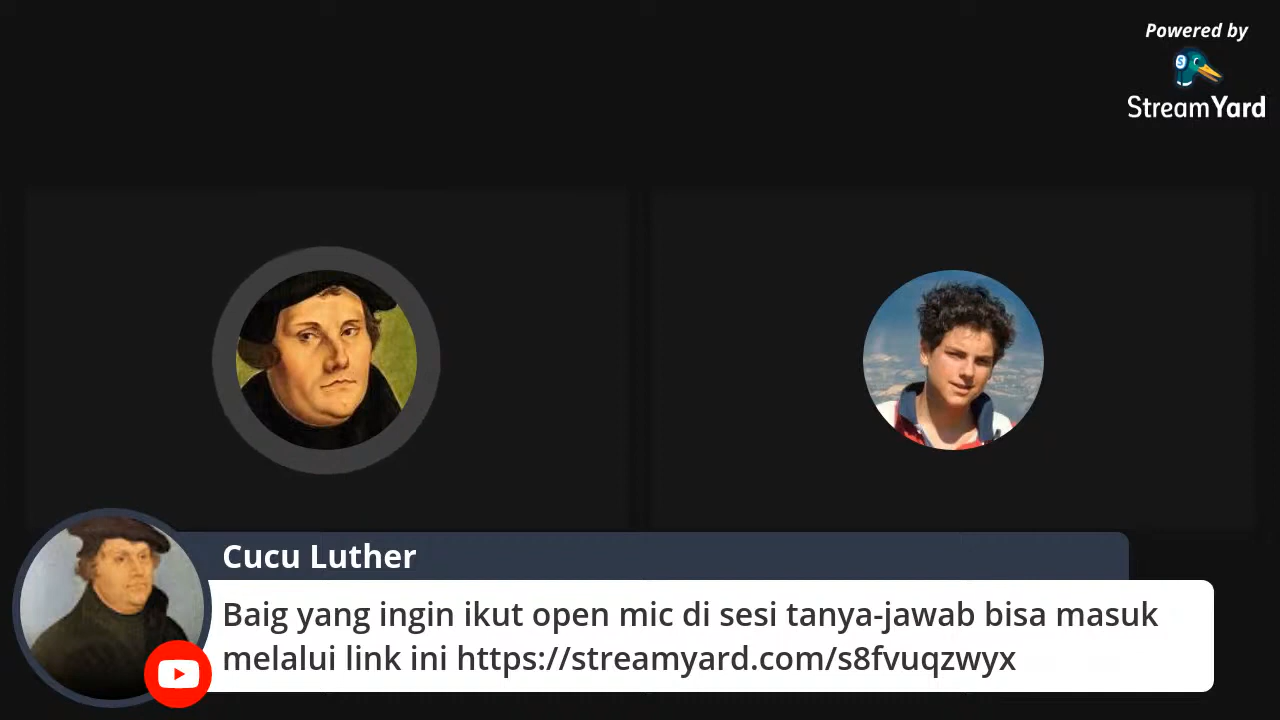 Powered by
StreamYard
Cucu Luther
Baig yang ingin ikut open mic di sesi tanya-jawab bisa masuk
melalui link ini https://streamyard.com/s8fvuqzwyx